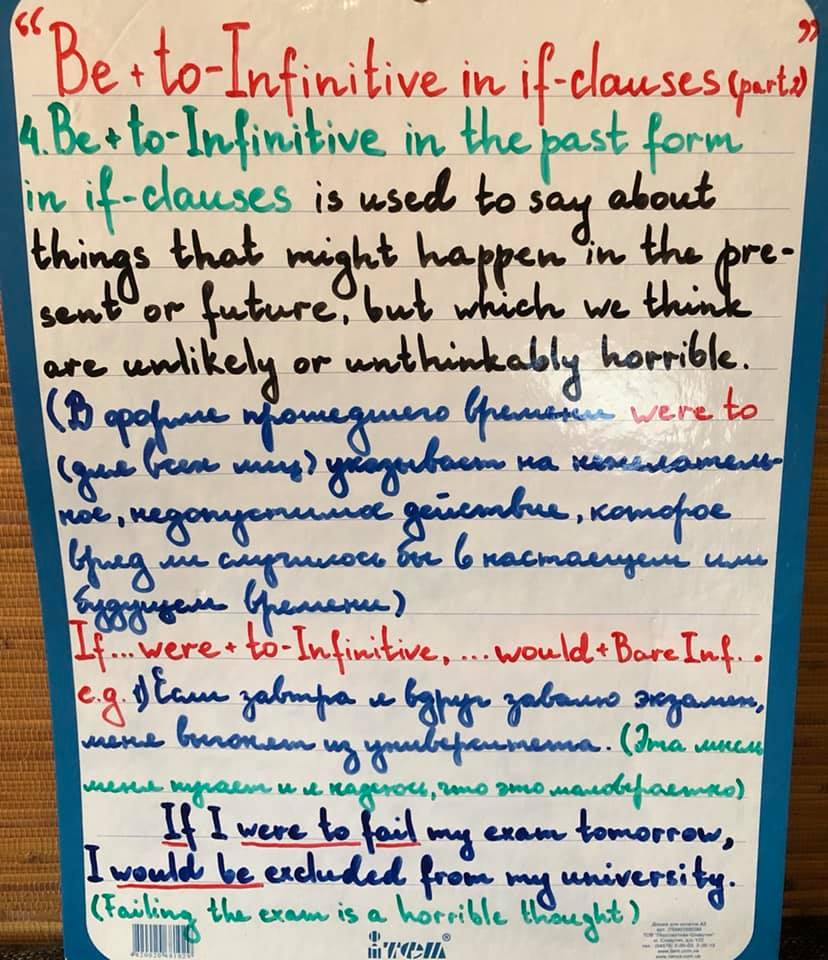 “Be + to-Infinitive in if-clauses (part 2)”
4. Be + to-Infinitive in the past form
in if-clauses is used to say about
things that might happen in the pre-
sent or future, but which we think
are unlikely or unthinkably horrible.
(В форме прошедшего времени were to
(для всех лиц) указывает на нежелатель-
ное, недопустимое действие, которое
вряд ли случилось бы в настоящем или
будущем времени)
If...were + to-Infinitive, ...would + Bare Inf...
e.g. 1) Если завтра я вдруг завалю экзамен,
меня выгонят из университета. (Эта мысль
меня пугает и я надеюсь, что это маловероятно)
If I were to fail my exam tomorrow,
I would be excluded from my university.
(Failing the exam is a horrible thought)
item®